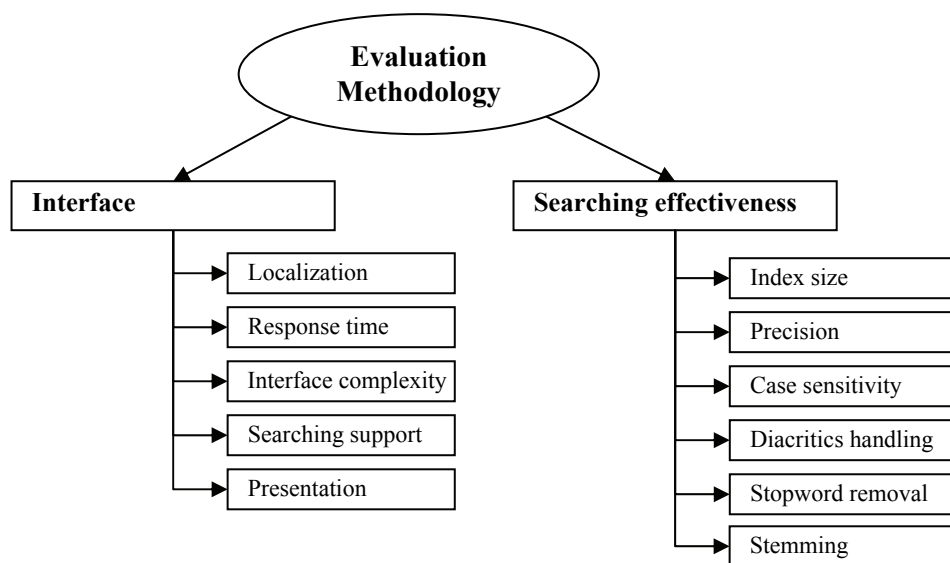 Evaluation
Methodology
Interface
Localization
Response time
Interface complexity
Searching support
Presentation
Searching effectiveness
Index size
Precision
Case sensitivity
Diacritics handling
Stopword removal
Stemming